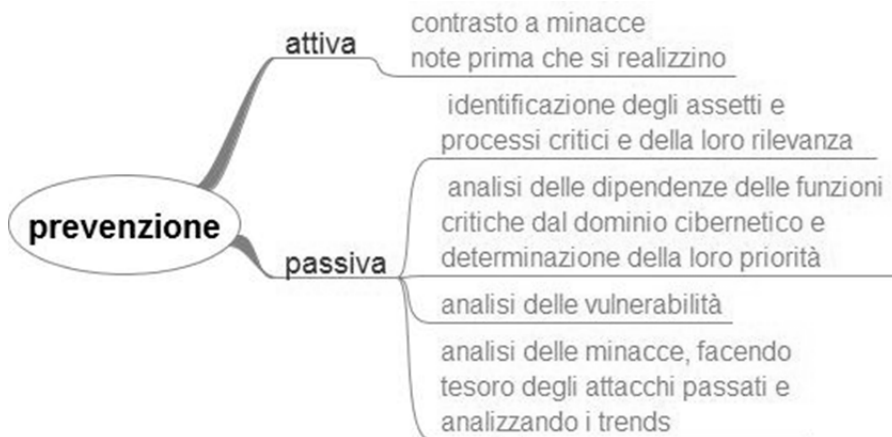 prevenzione
attiva
contrasto a minacce
note prima che si realizzino
passiva
identificazione degli assetti e
processi critici e della loro rilevanza
analisi delle dipendenze delle funzioni
critiche dal dominio cibernetico e
determinazione della loro priorità
analisi delle vulnerabilità
analisi delle minacce, facendo
tesoro degli attacchi passati e
analizzando i trends